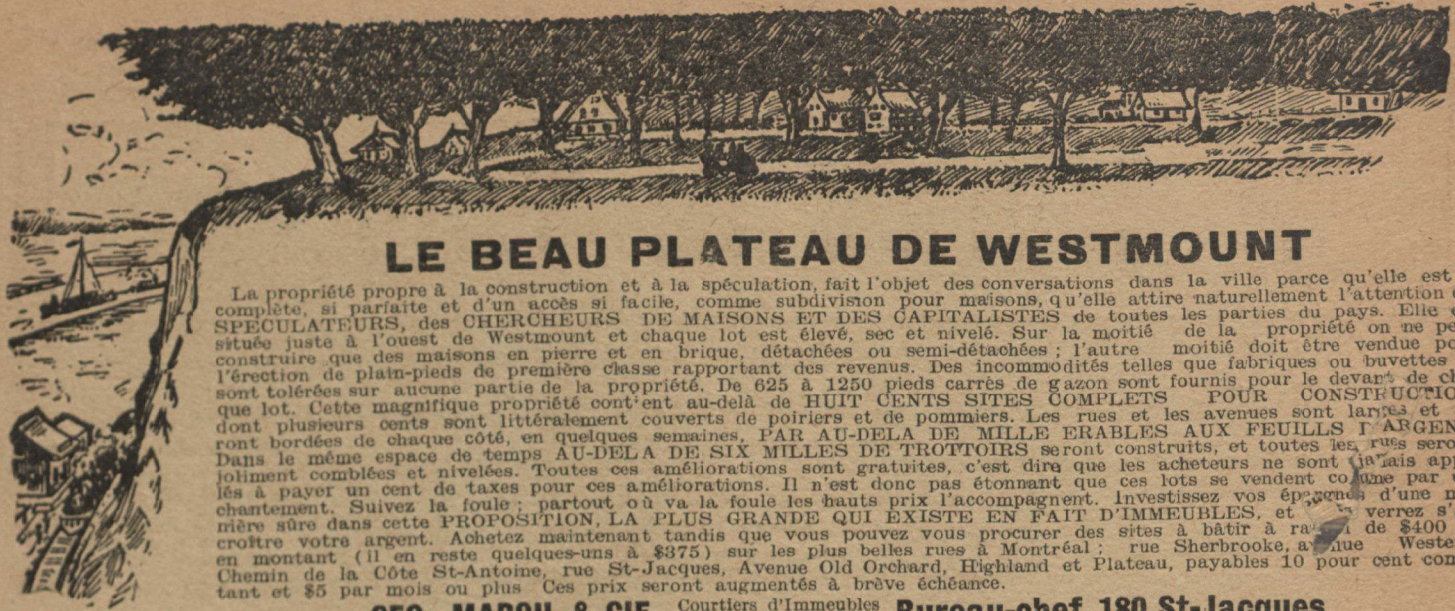 LE BEAU PLATEAU DE WESTMOUNT
La propriété propre à la construction et à la spéculation, fait l'objet des conversations dans la ville parce qu'elle est
complète, si parfaite et d'un accès si facile, comme subdivision pour maisons, qu'elle attire naturellement l'attention
SPECULATEURS, des CHERCHEURS DE MAISONS ET DES CAPITALISTES de toutes les parties du pays. Elle
située juste à l'ouest de Westmount et chaque lot est élevé, sec et nivelé. Sur la moitié de la propriété on ne
construire que des maisons en pierre et en brique, détachées ou semi-détachées ; l'autre moitié doit être vendue
l'érection de plain-pieds de première classe rapportant des revenus. Des incommodités telles que fabriques ou buvettes
sont tolérées sur aucune partie de la propriété. De 625 à 1250 pieds carrés de gazon sont fournis pour le devant de
que lot. Cette magnifique propriété contient au-delà de HUIT CENTS SITES COMPLETS POUR CONSTRUCTIO
dont plusieurs cents sont littéralement couverts de poiriers et de pommiers. Les rues et les avenues sont larges et
ront bordées de chaque côté, en quelques semaines, PAR AU-DELA DE MILLE ERABLES AUX FEUILLS D'ARGEN
Dans le même espace de temps AU-DELA DE SIX MILLES DE TROTTOIRS seront construits, et toutes les rues sero
joliment comblées et nivelées. Toutes ces améliorations sont gratuites, c'est dire que les acheteurs ne sont jamais app
lés à payer un cent de taxes pour ces améliorations. Il n'est donc pas étonnant que ces lots se vendent comme par
chantement. Suivez la foule ; partout où va la foule les hauts prix l'accompagnent. Investissez vos épargnes d'une
nière sûre dans cette PROPOSITION, LA PLUS GRANDE QUI EXISTE EN FAIT D'IMMEUBLES, et verrez s'
croître votre argent. Achetez maintenant tandis que vous pouvez vous procurer des sites à bâtir à de $400
en montant (il en reste quelques-uns à $375) sur les plus belles rues à Montréal : rue Sherbrooke, avenue Weste
Chemin de la Côte St-Antoine, rue St-Jacques, Avenue Old Orchard, Highland et Plateau, payables 10 pour cent com
tant et $5 par mois ou plus Ces prix seront augmentés à brève échéance.
GEO. MARCIL & CIE Courtiers d'Immeubles Bureau-chef 180 St-Jacques